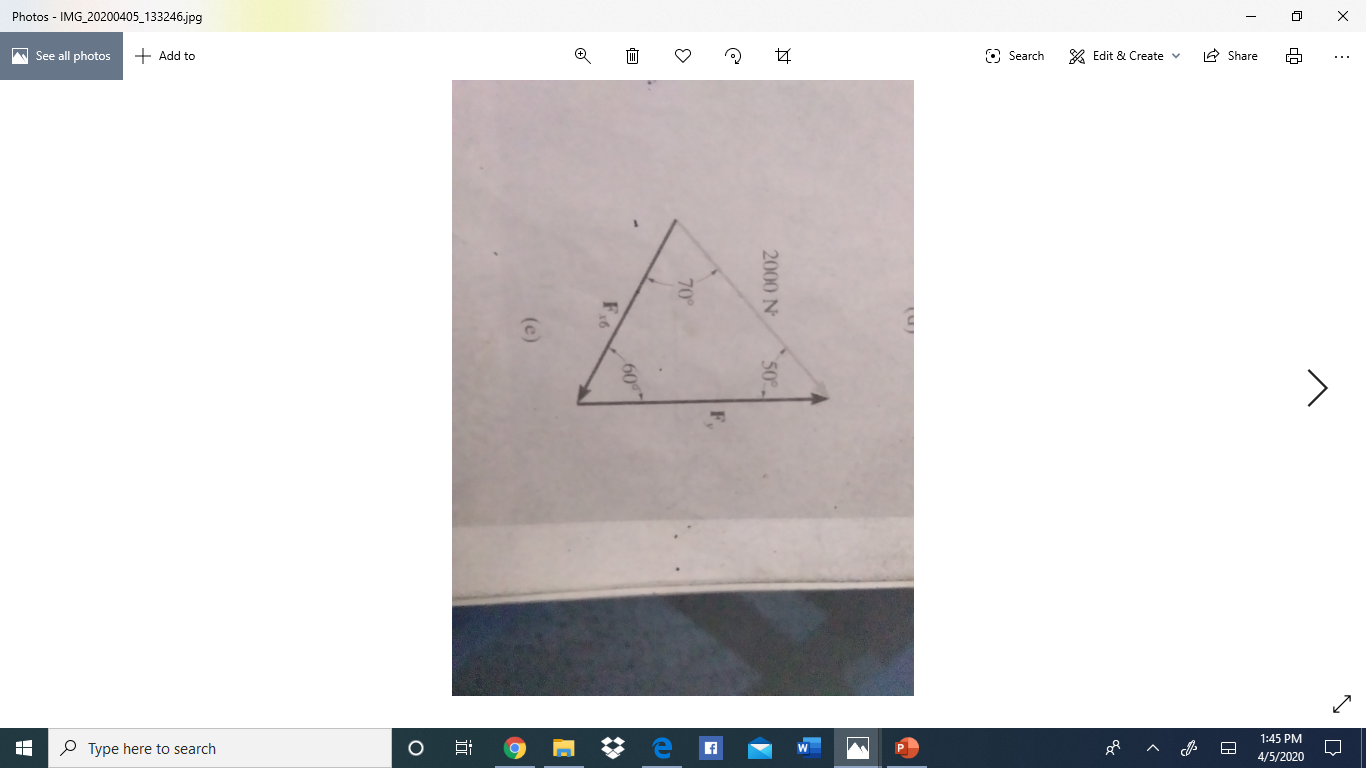 Photos - IMG_20200405_133246.jpg
See all photos
Add to
Search
Edit & Create
Share
2000 N
70°
50°
60°
F
Fy
(e)
Type here to search
1:45 PM
4/5/2020